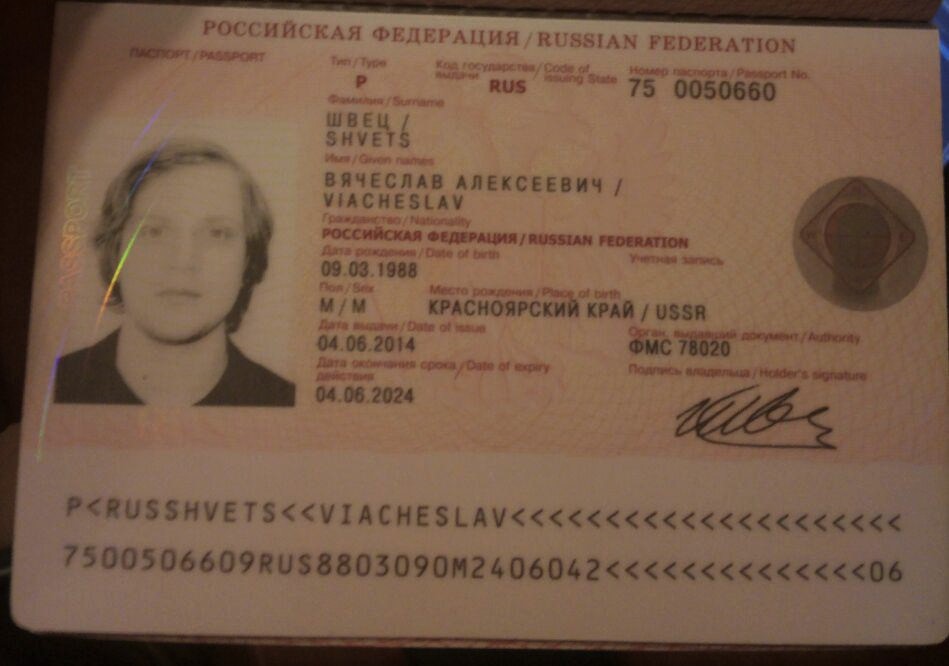 РОССИЙСКАЯ ФЕДЕРАЦИЯ / RUSSIAN FEDERATION
ПАСПОРТ / PASSPORT
Тип / Type
Код государства / Code of
выдачи issuing State
Номер паспорта / Passport No.
P
RUS
75 0050660
Фамилия / Surname
ШВЕЦ /
SHVETS
Имя / Given names
ВЯЧЕСЛАВ АЛЕКСЕЕВИЧ /
VIACHESLAV
Гражданство / Nationality
РОССИЙСКАЯ ФЕДЕРАЦИЯ / RUSSIAN FEDERATION
Дата рождения / Date of birth
Учетная запись
09.03.1988
Пол / Sex
Место рождения / Place of birth
М / M
КРАСНОЯРСКИЙ КРАЙ / USSR
Дата выдачи / Date of issue
Орган, выдавший документ / Authority
04.06.2014
ФМС 78020
Дата окончания срока / Date of expiry
действия
Подпись владельца / Holder's signature
04.06.2024
PASSPORT
P<RUSSHVETS<<VIACHESLAV<<<<<<<<<<<<<<<<<<<<<
7500506609RUS8803090M2406042<<<<<<<<<<<<<<06